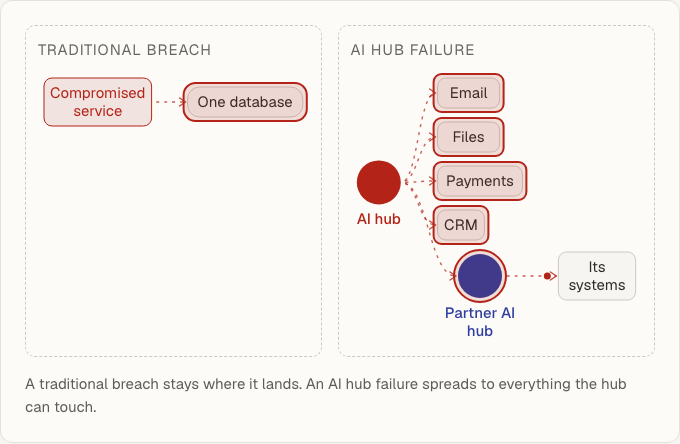 TRADITIONAL BREACH
Compromised
service
One database
AI HUB FAILURE
Email
Files
Payments
CRM
AI hub
Partner AI
hub
Its
systems
A traditional breach stays where it lands. An AI hub failure spreads to everything the hub
can touch.